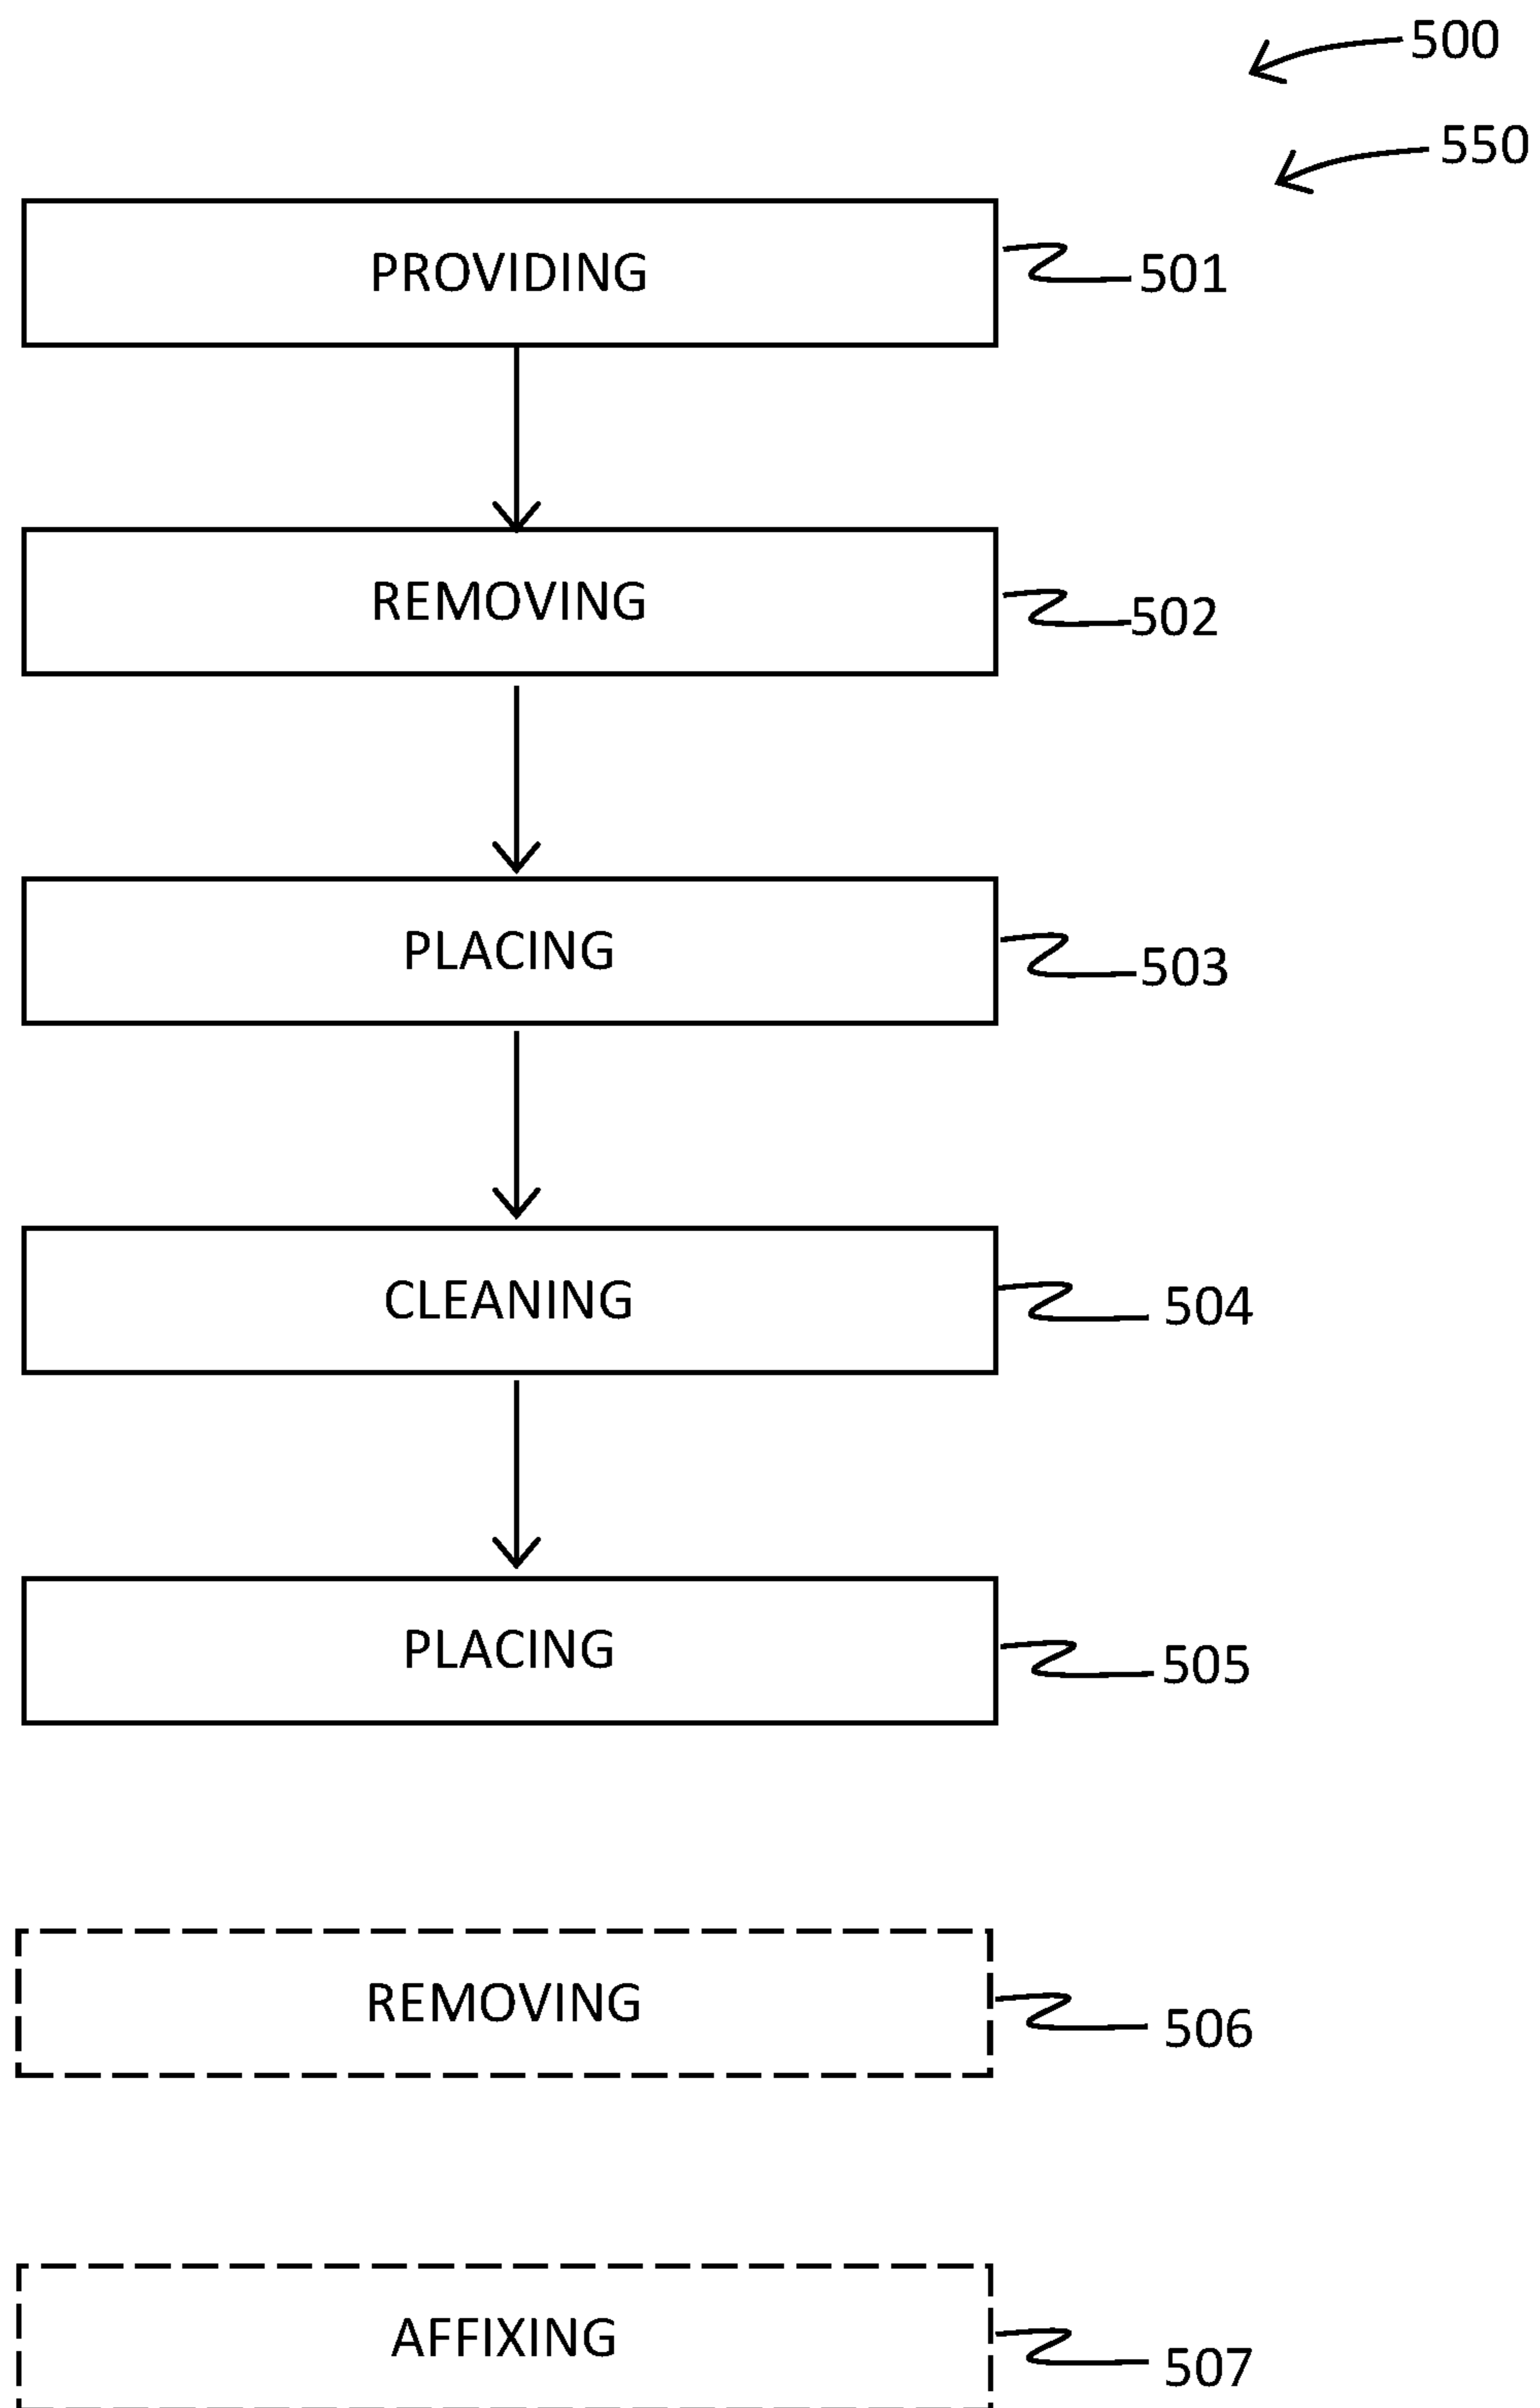 500
550
PROVIDING
501
REMOVING
502
PLACING
503
CLEANING
504
PLACING
505
REMOVING
506
AFFIXING
507